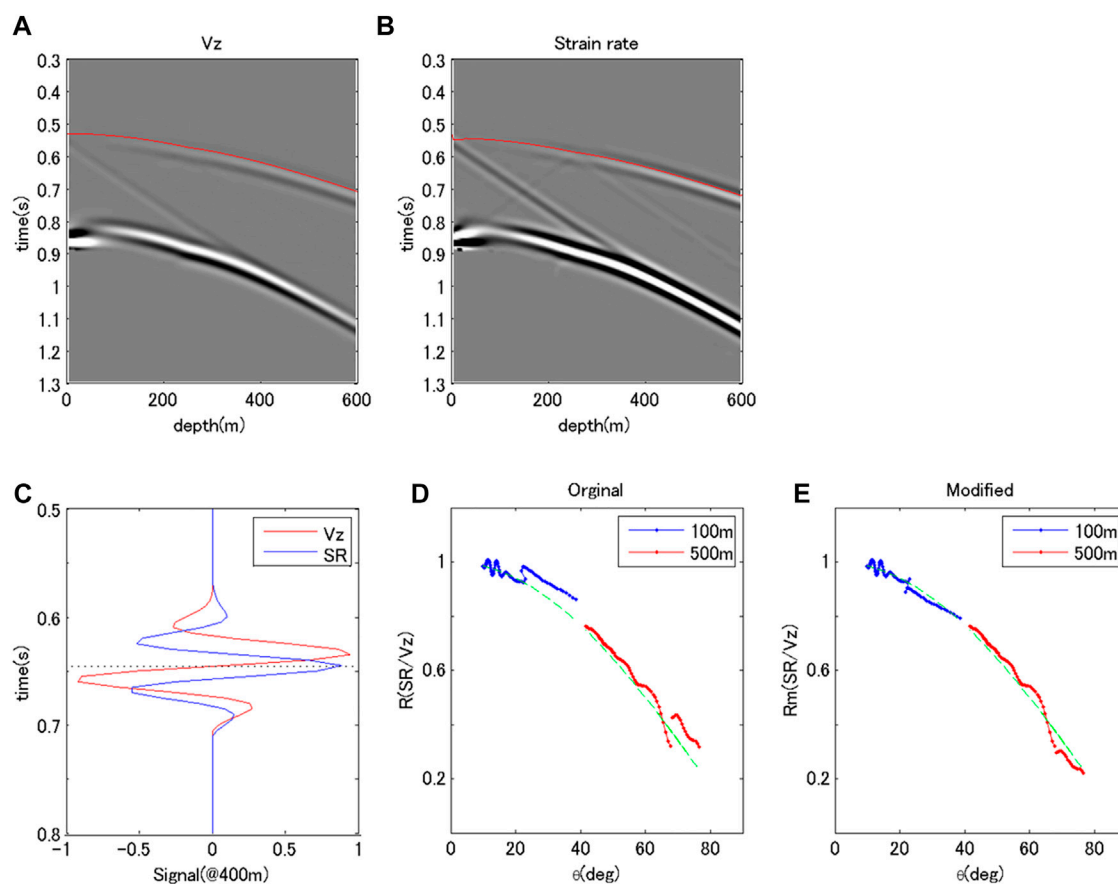 A
Vz
0.3
0.4
0.5
0.6
0.7
0.8
0.9
1
1.1
1.2
1.3
time(s)
0
200
400
600
depth(m)
B
Strain rate
0.3
0.4
0.5
0.6
0.7
0.8
0.9
1
1.1
1.2
1.3
time(s)
0
200
400
600
depth(m)
C
0.5
0.6
0.7
0.8
time(s)
Vz
SR
-1
-0.5
0
0.5
1
Signal(@400m)
D
Orginal
100m
500m
1
0.6
0.2
R(SR/Vz)
0
20
40
60
80
θ(deg)
E
Modified
100m
500m
1
0.6
0.2
Rm(SR/Vz)
0
20
40
60
80
θ(deg)